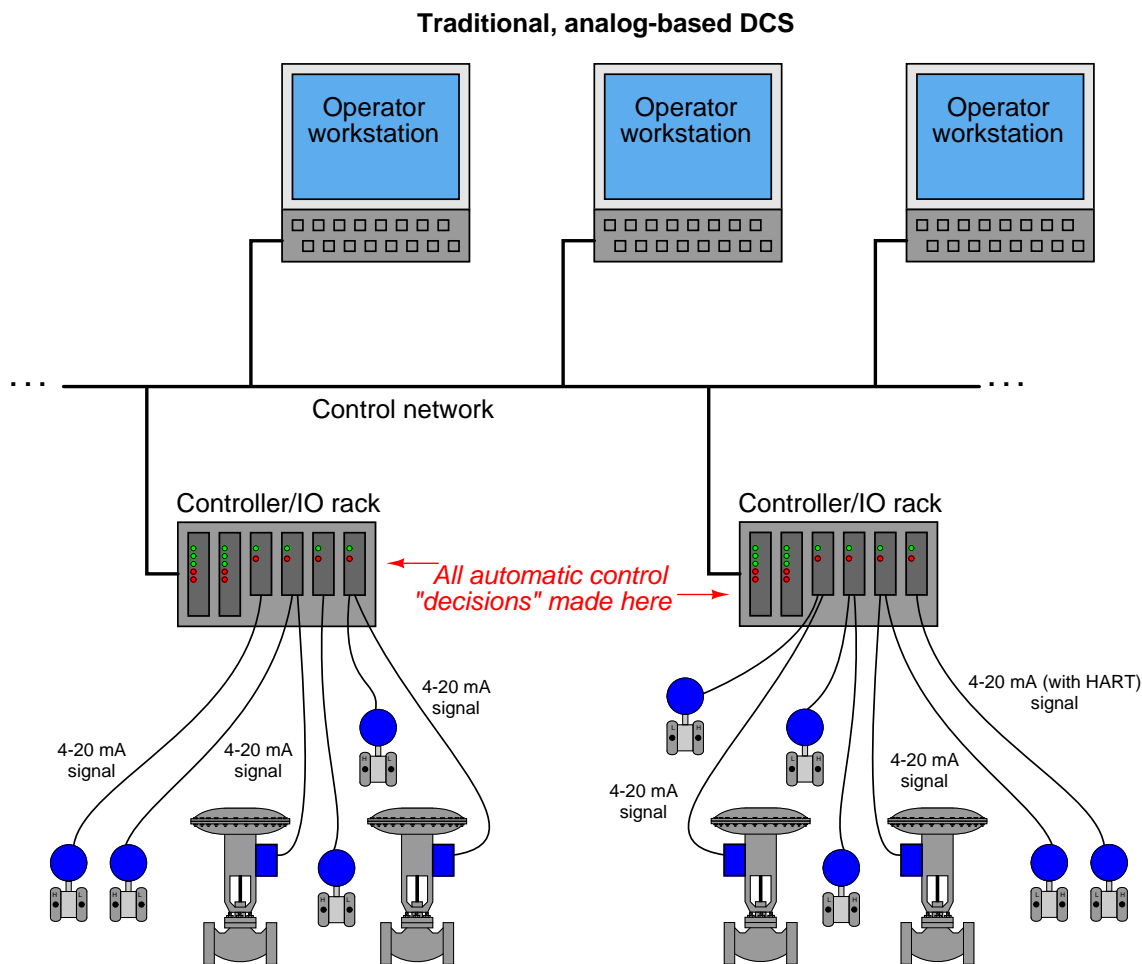 Traditional, analog-based DCS
Operator
workstation
Operator
workstation
Operator
workstation
. . .
. . .
Control network
Controller/IO rack
Controller/IO rack
All automatic control
"decisions" made here
4-20 mA
signal
4-20 mA
signal
4-20 mA
signal
4-20 mA
signal
4-20 mA
signal
4-20 mA (with HART)
signal
H L
L H
L H
H L
H L
H L
L H
L H
L H